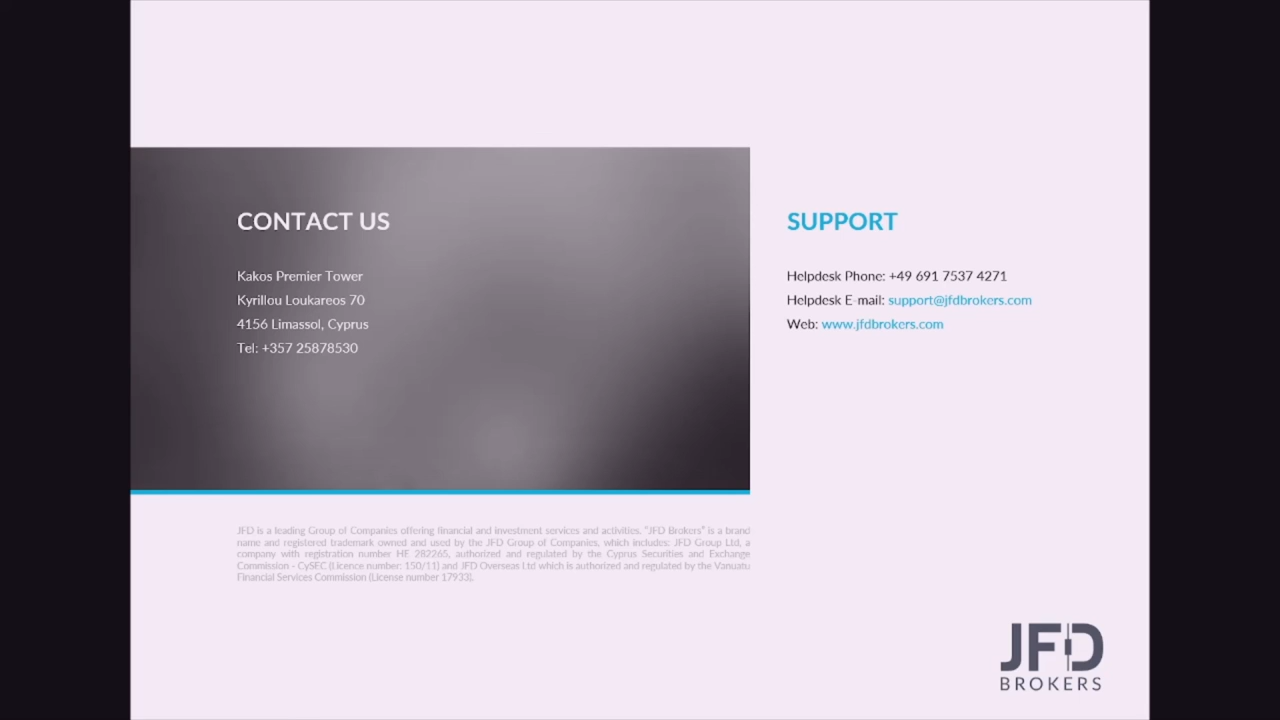 CONTACT US
Kakos Premier Tower
Kyrillou Loukareos 70
4156 Limassol, Cyprus
Tel: +357 25878530
SUPPORT
Helpdesk Phone: +49 691 7537 4271
Helpdesk E-mail: support@jfdbrokers.com
Web: www.jfdbrokers.com
JFD is a leading Group of Companies offering financial and investment services and activities. "JFD Brokers" is a brand
name and registered trademark owned and used by the JFD Group of Companies, which includes: JFD Group Ltd, a
company with registration number HE 282265, authorized and regulated by the Cyprus Securities and Exchange
Commission - CySEC (Licence number: 150/11) and JFD Overseas Ltd which is authorized and regulated by the Vanuatu
Financial Services Commission (License number 17933).
JFD
BROKERS